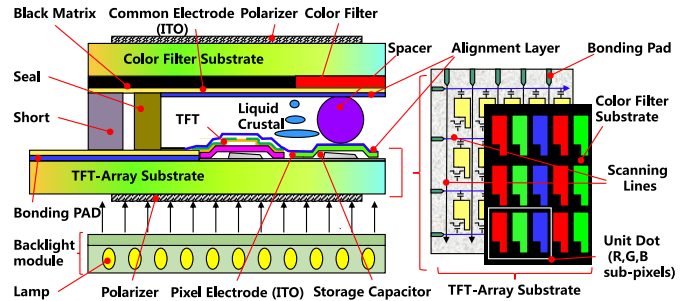 Black Matrix
Common Electrode
(ITO)
Polarizer
Color Filter
Color Filter Substrate
Spacer
Alignment Layer
Bonding Pad
Seal
Short
Liquid
Crustal
TFT
Color Filter
Substrate
Scanning
Lines
TFT-Array Substrate
Bonding PAD
Backlight
module
Unit Dot
(R,G,B
sub-pixels)
Lamp
Polarizer
Pixel Electrode (ITO)
Storage Capacitor
TFT-Array Substrate